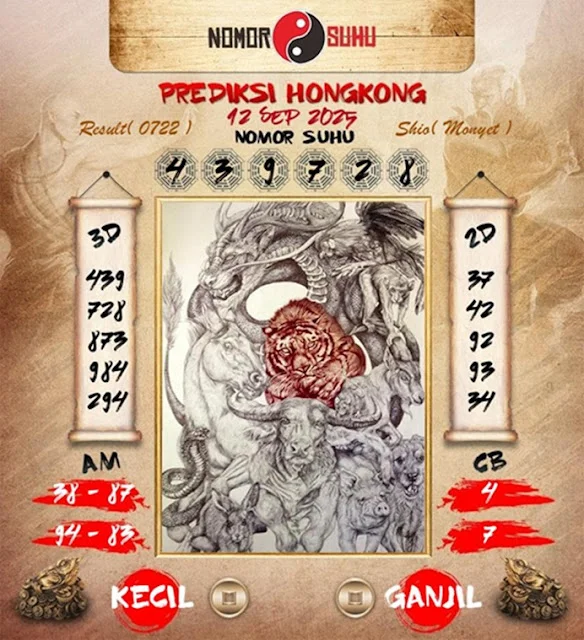 NOMOR SUHU
PREDIKSI HONGKONG
12 SEP 2025
Result( 0722 )
NOMOR SUHU
Shio( Monyet )
4 3 9 7 2 8
3D
439
728
873
984
294
2D
37
42
92
93
34
AM
38 - 87
94 - 83
CB
4
7
KECIL
GANJIL